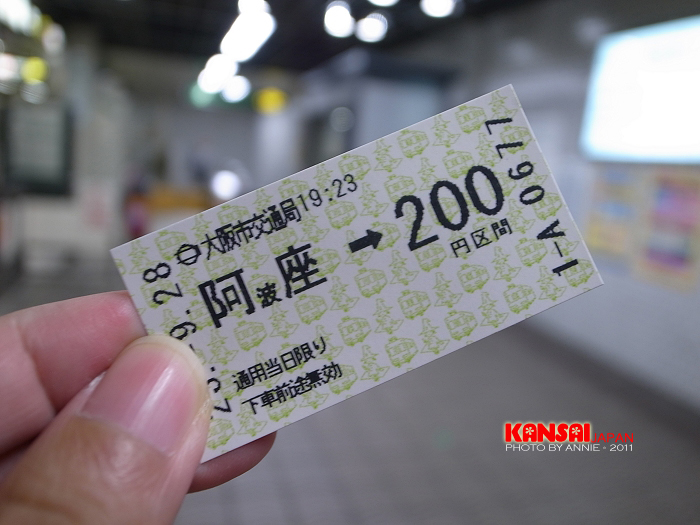 大阪市交通局19:23
阿波座➡200
円区間
通用当日限り
下車前途無効
23.-9.28
1-A 0677
KANSAI JAPAN
PHOTO BY ANNIE - 2011